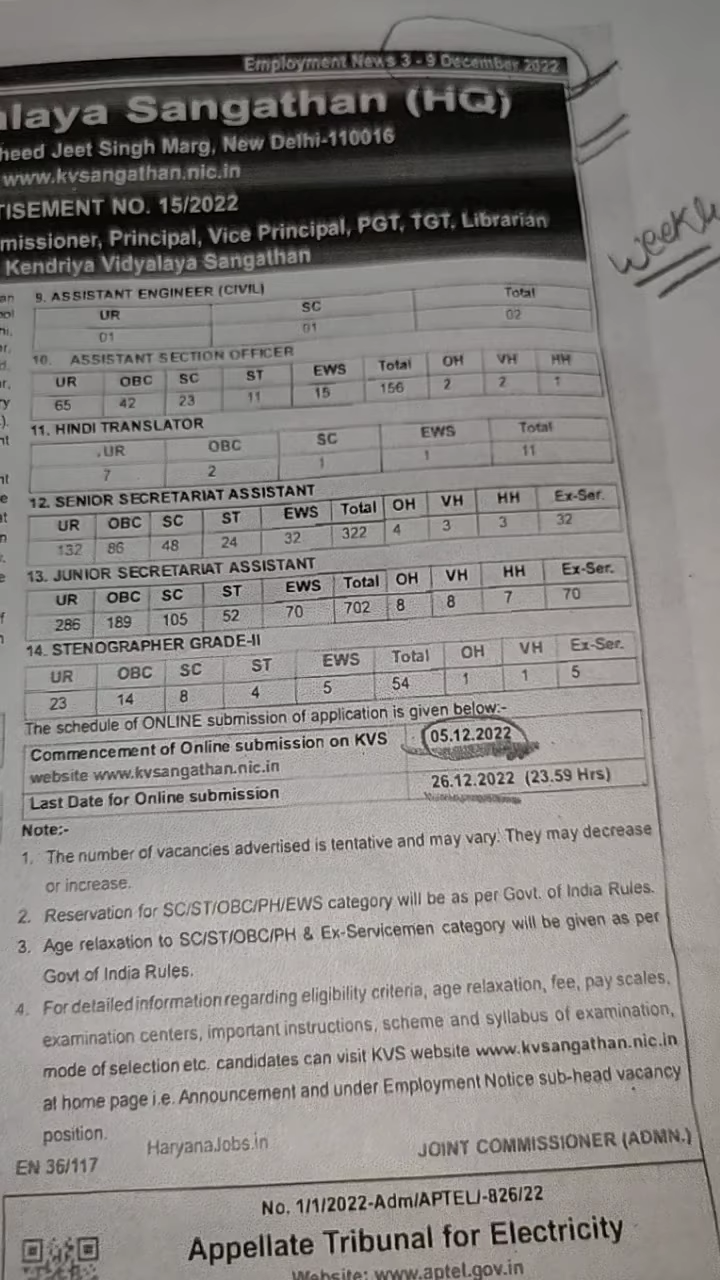 Employment News 3 - 9 December 2022
alaya Sangathan (HQ)
heed Jeet Singh Marg, New Delhi-110016
www.kvsangathan.nic.in
TISEMENT NO. 15/2022
missioner, Principal, Vice Principal, PGT, TGT, Librarian
Kendriya Vidyalaya Sangathan
weekly
9. ASSISTANT ENGINEER (CIVIL)
UR SC Total
01 01 02
10. ASSISTANT SECTION OFFICER
UR OBC SC ST EWS Total OH VH HH
65 42 23 11 15 156 2 2 1
11. HINDI TRANSLATOR
UR OBC SC EWS Total
7 2 1 1 11
12. SENIOR SECRETARIAT ASSISTANT
UR OBC SC ST EWS Total OH VH HH Ex-Ser.
132 86 48 24 32 322 4 3 3 32
13. JUNIOR SECRETARIAT ASSISTANT
UR OBC SC ST EWS Total OH VH HH Ex-Ser.
286 189 105 52 70 702 8 8 7 70
14. STENOGRAPHER GRADE-II
UR OBC SC ST EWS Total OH VH Ex-Ser.
23 14 8 4 5 54 1 1 5
The schedule of ONLINE submission of application is given below:-
Commencement of Online submission on KVS 05.12.2022
website www.kvsangathan.nic.in
Last Date for Online submission 26.12.2022 (23.59 Hrs)
Note:-
1. The number of vacancies advertised is tentative and may vary. They may decrease
or increase.
2. Reservation for SC/ST/OBC/PH/EWS category will be as per Govt. of India Rules.
3. Age relaxation to SC/ST/OBC/PH & Ex-Servicemen category will be given as per
Govt of India Rules.
4. For detailed information regarding eligibility criteria, age relaxation, fee, pay scales,
examination centers, important instructions, scheme and syllabus of examination,
mode of selection etc. candidates can visit KVS website www.kvsangathan.nic.in
at home page i.e. Announcement and under Employment Notice sub-head vacancy
position.
HaryanaJobs.in
EN 36/117 JOINT COMMISSIONER (ADMN.)
No. 1/1/2022-Adm/APTEL/-826/22
Appellate Tribunal for Electricity
Website: www.aptel.gov.in